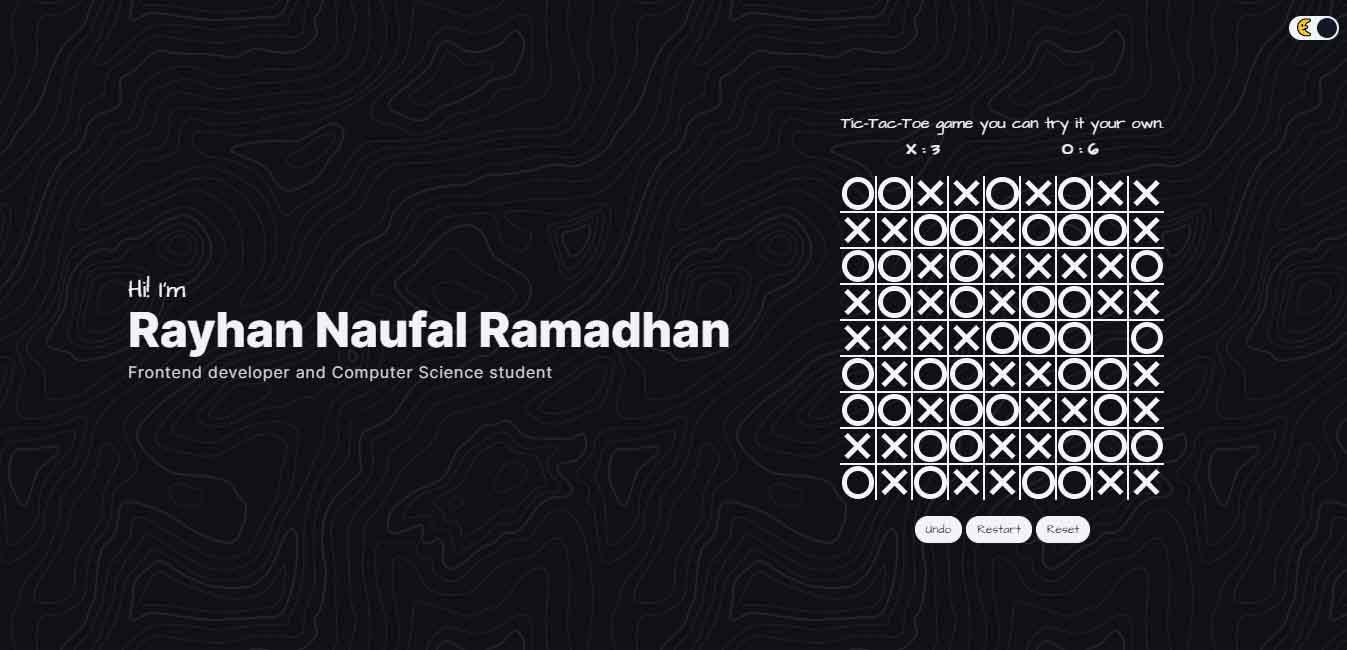 Tic-Tac-Toe game you can try it your own.
X : 3 O : 6
Hi! I'm
Rayhan Naufal Ramadhan
Frontend developer and Computer Science student
O O X X O X O X X
X X O O X O O O X
O O X O X X X X O
X O X O X O O X X
X X X X O O O O
O X O O X X O O X
O O X O O X X O X
X X O O X X O O O
O X O X X O O X X
Undo Restart Reset